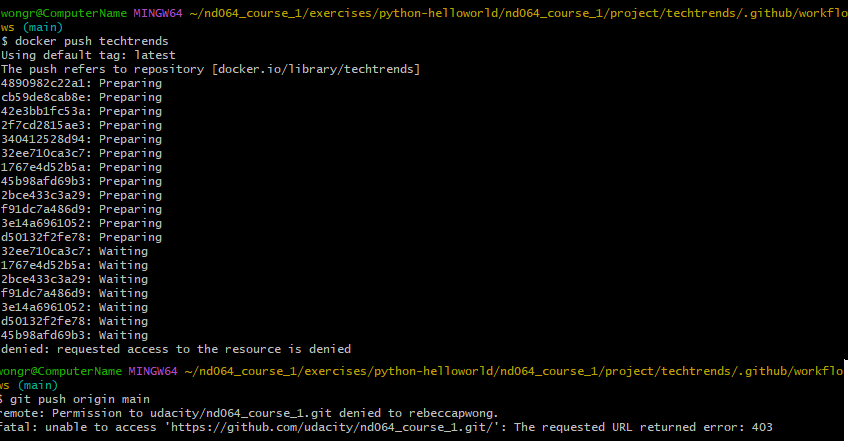 wongr@ComputerName MINGW64 ~/nd064_course_1/exercises/python-helloworld/nd064_course_1/project/techtrends/.github/workflo
ws (main)
$ docker push techtrends
Using default tag: latest
The push refers to repository [docker.io/library/techtrends]
4890982c22a1: Preparing
cb59de8cab8e: Preparing
42e3bb1fc53a: Preparing
2f7cd2815ae3: Preparing
340412528d94: Preparing
32ee710ca3c7: Preparing
1767e4d52b5a: Preparing
45b98afd69b3: Preparing
2bce433c3a29: Preparing
f91dc7a486d9: Preparing
3e14a6961052: Preparing
d50132f2fe78: Preparing
32ee710ca3c7: Waiting
1767e4d52b5a: Waiting
2bce433c3a29: Waiting
f91dc7a486d9: Waiting
3e14a6961052: Waiting
d50132f2fe78: Waiting
45b98afd69b3: Waiting
denied: requested access to the resource is denied
wongr@ComputerName MINGW64 ~/nd064_course_1/exercises/python-helloworld/nd064_course_1/project/techtrends/.github/workflo
ws (main)
$ git push origin main
remote: Permission to udacity/nd064_course_1.git denied to rebeccapwong.
fatal: unable to access 'https://github.com/udacity/nd064_course_1.git/': The requested URL returned error: 403